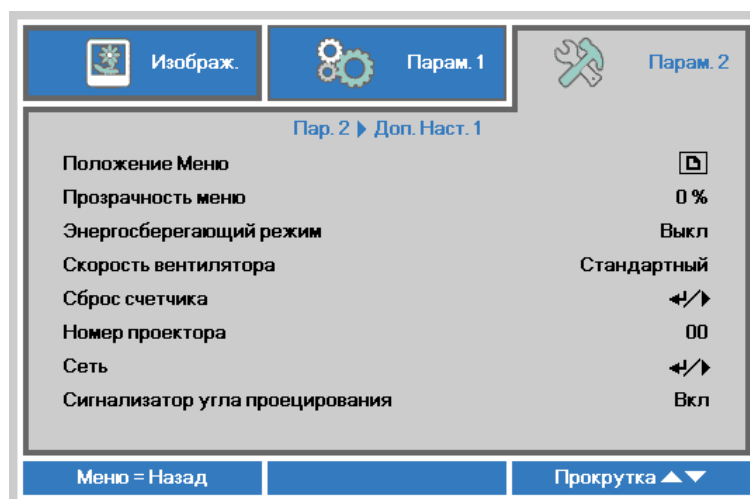 Изображ. Парам. 1 Парам. 2
Пар. 2 Доп. Наст. 1
Положение Меню
Прозрачность меню 0 %
Энергосберегающий режим Выкл
Скорость вентилятора Стандартный
Сброс счетчика
Номер проектора 00
Сеть
Сигнализатор угла проецирования Вкл
Меню = Назад Прокрутка